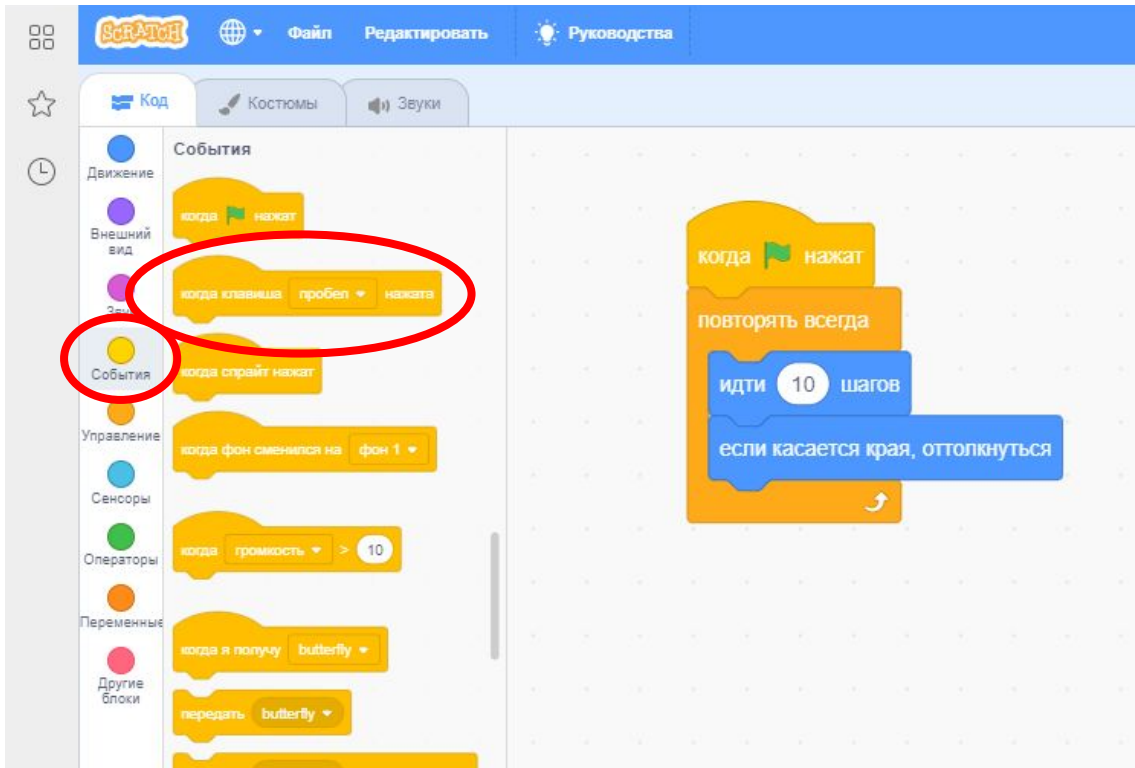 SCRATCH Файл Редактировать Руководства
Код Костюмы Звуки
Движение
Внешний
вид
События
Управление
Сенсоры
Операторы
Переменные
Другие
блоки
События
когда нажат
когда клавиша пробел нажата
когда спрайт нажат
когда фон сменился на фон 1
когда громкость > 10
когда я получу butterfly
передать butterfly
когда нажат
повторять всегда
идти 10 шагов
если касается края, оттолкнуться